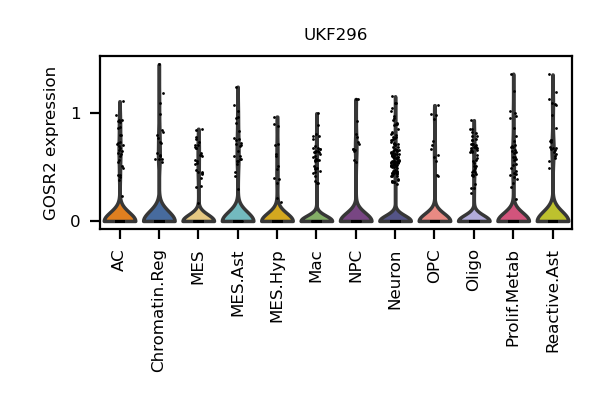 UKF296
GOSR2 expression
1
0
AC
Chromatin.Reg
MES
MES.Ast
MES.Hyp
Mac
NPC
Neuron
OPC
Oligo
Prolif.Metab
Reactive.Ast